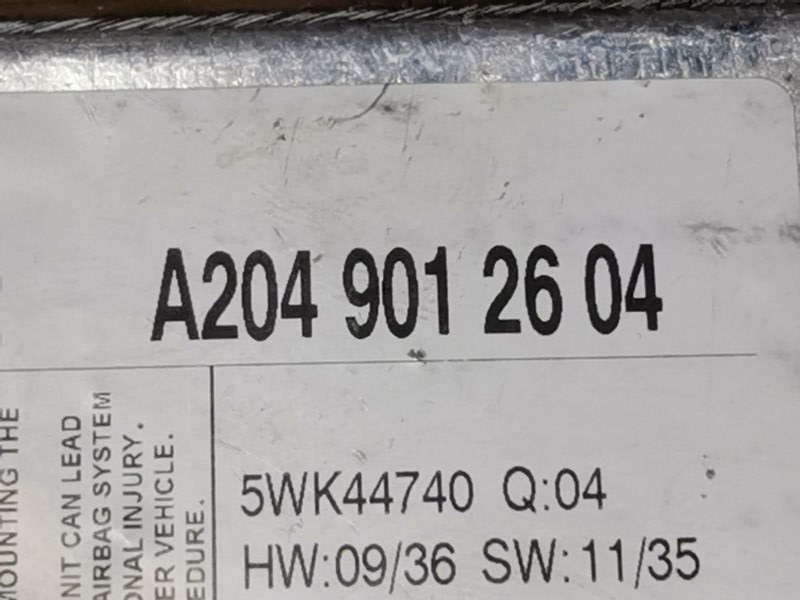 A204 901 26 04
MOUNTING THE
NIT CAN LEAD
AIRBAG SYSTEM
ONAL INJURY.
ER VEHICLE.
EDURE.
5WK44740 Q:04
HW:09/36 SW:11/35